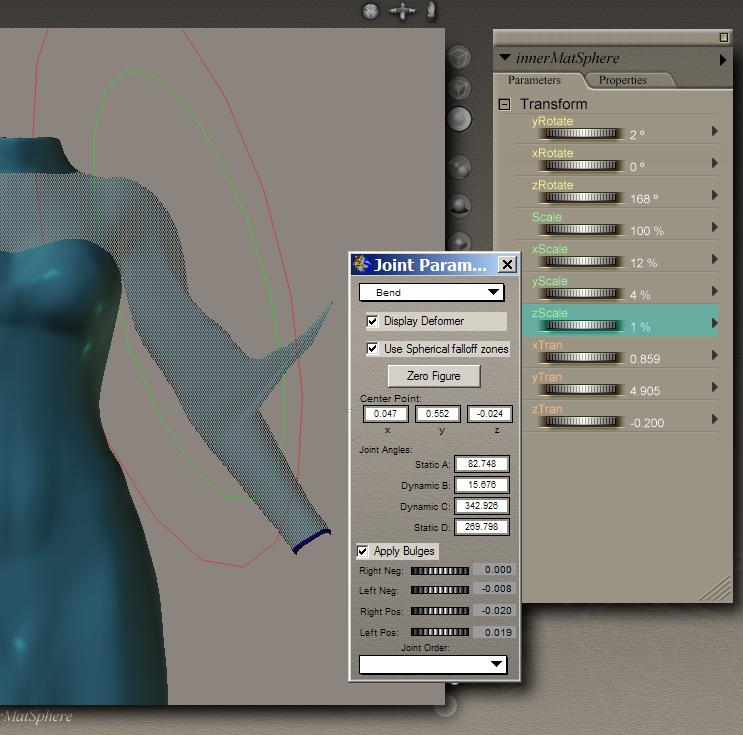 innerMatSphere
Parameters Properties
Transform
yRotate
2 º
xRotate
0 º
zRotate
168 º
Scale
100 %
xScale
12 %
yScale
4 %
zScale
1 %
xTran
0.859
yTran
4.905
zTran
-0.200
Joint Param...
Bend
Display Deformer
Use Spherical falloff zones
Zero Figure
Center Point:
0.047 0.552 -0.024
x y z
Joint Angles:
Static A: 82.748
Dynamic B: 15.676
Dynamic C: 342.926
Static D: 269.798
Apply Bulges
Right Neg: 0.000
Left Neg: -0.008
Right Pos: -0.020
Left Pos: 0.019
Joint Order:
rMatSphere